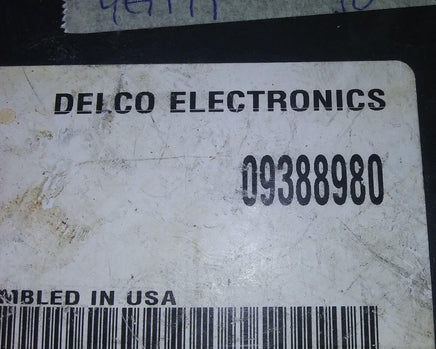 DELCO ELECTRONICS
09388980
MBLED IN USA